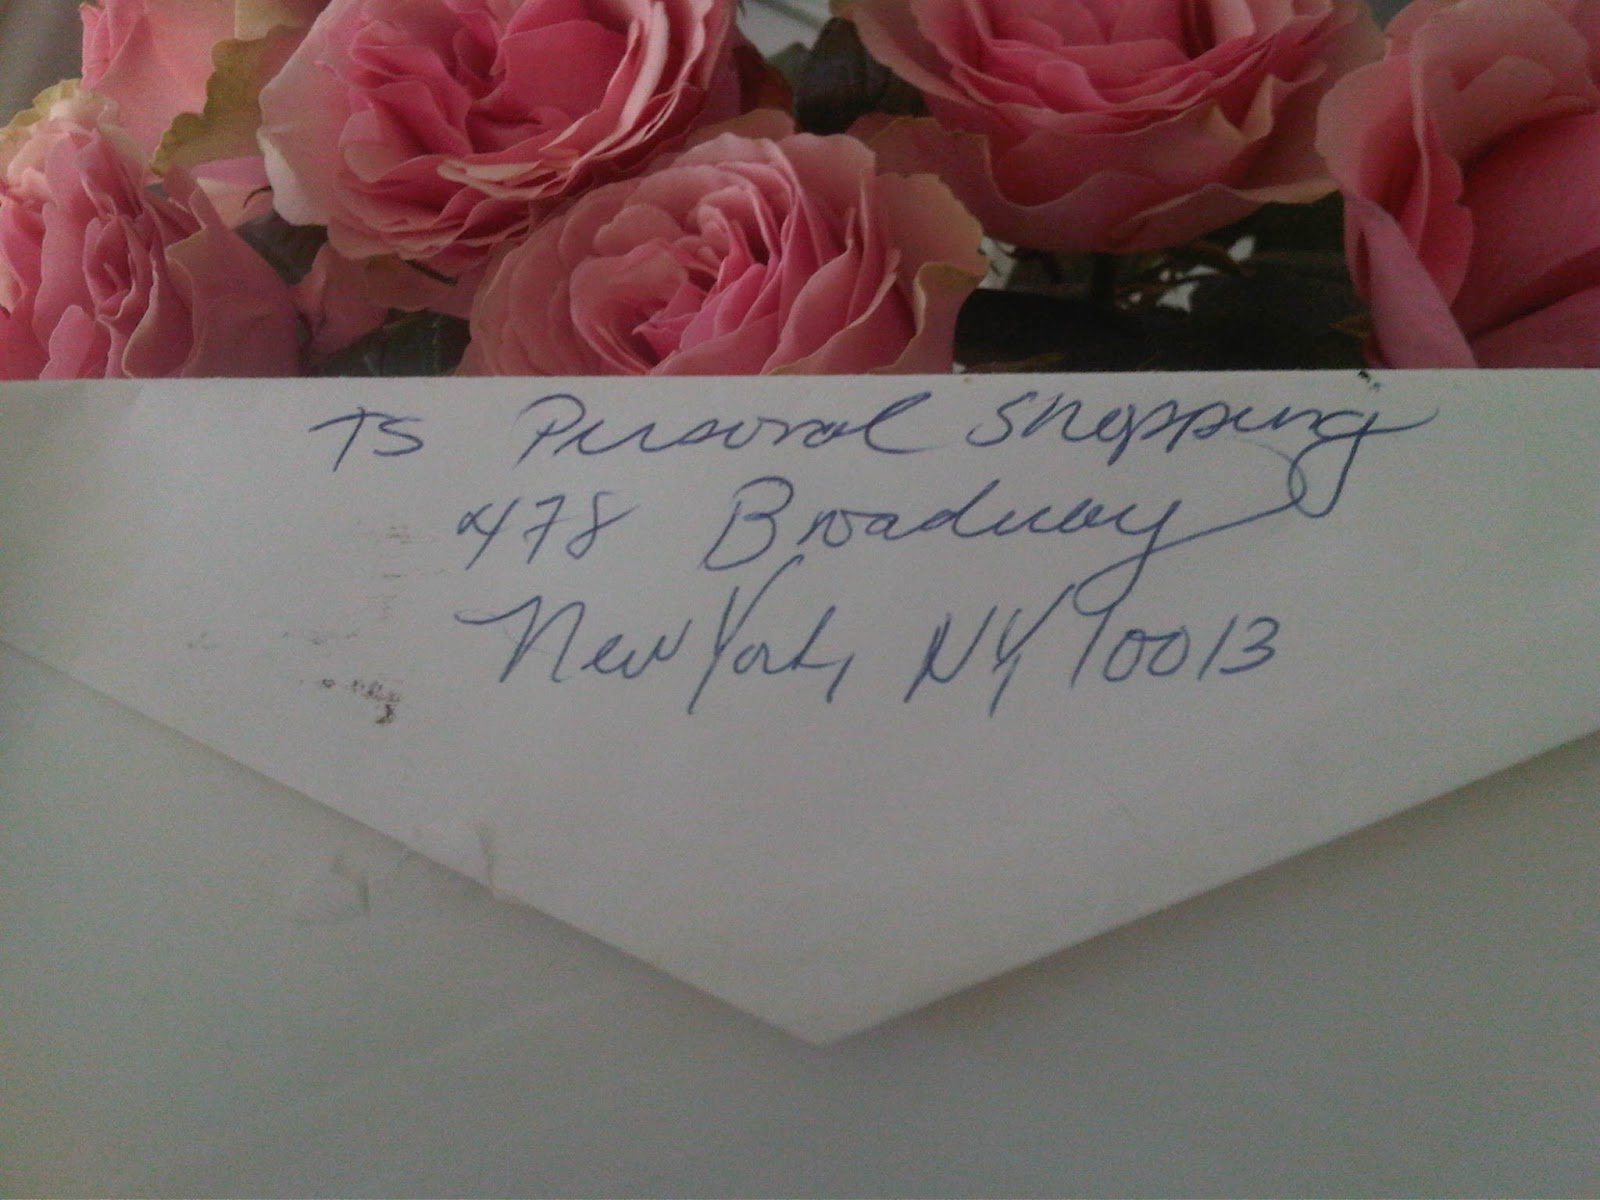 TS Personal Shopping
478 Broadway
New York, NY, 10013